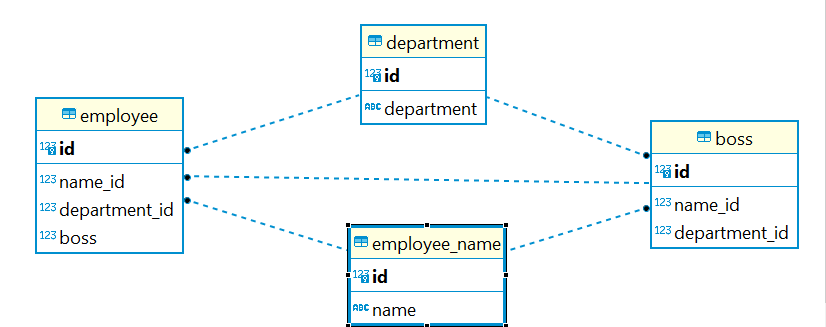 department
123 id
ABC department
employee
123 id
123 name_id
123 department_id
123 boss
boss
123 id
123 name_id
123 department_id
employee_name
123 id
ABC name